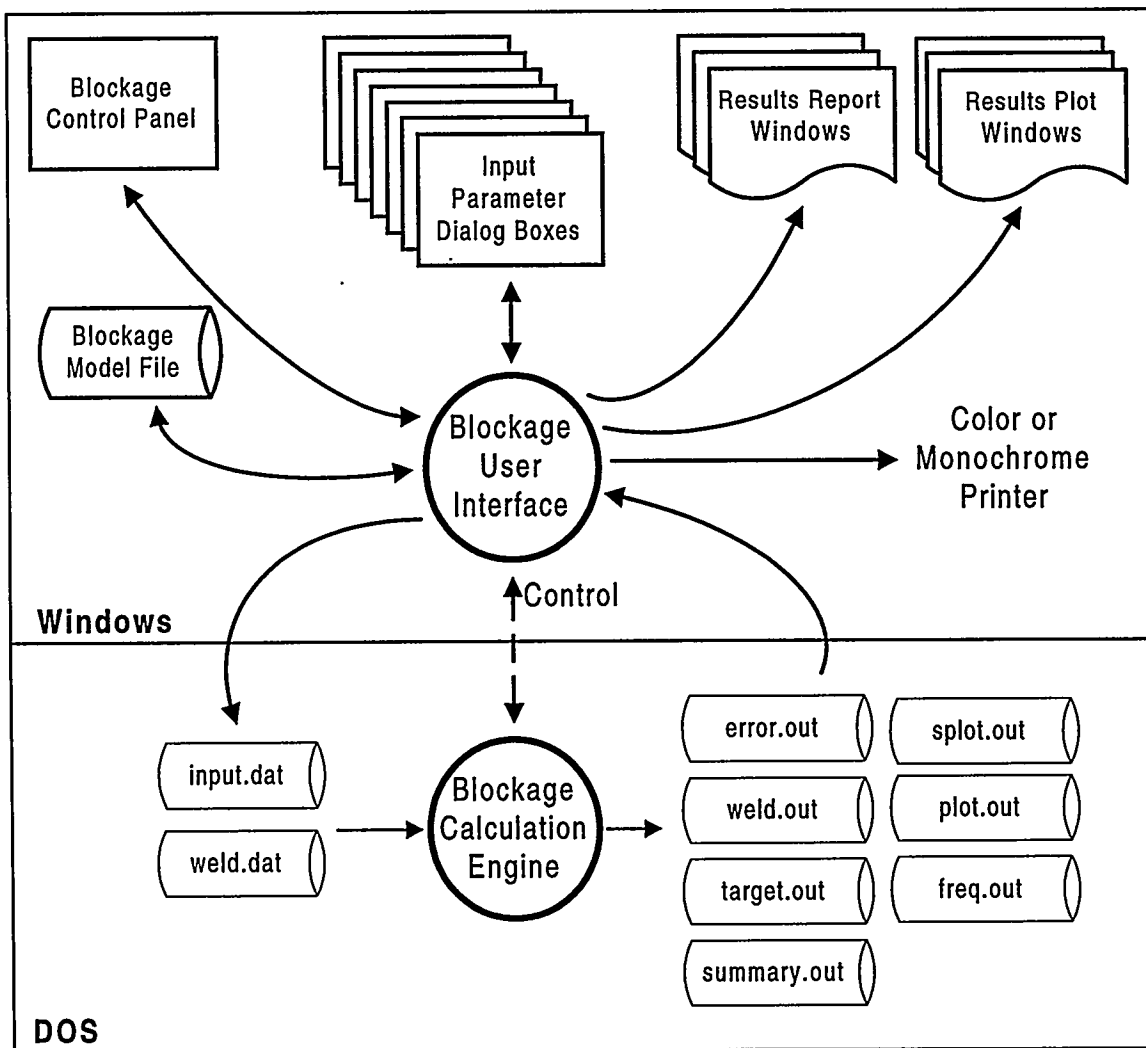 Blockage
Control Panel
Input
Parameter
Dialog Boxes
Results Report
Windows
Results Plot
Windows
Blockage
Model File
Blockage
User
Interface
Color or
Monochrome
Printer
Control
Windows
input.dat
weld.dat
Blockage
Calculation
Engine
error.out
splot.out
weld.out
plot.out
target.out
freq.out
summary.out
DOS